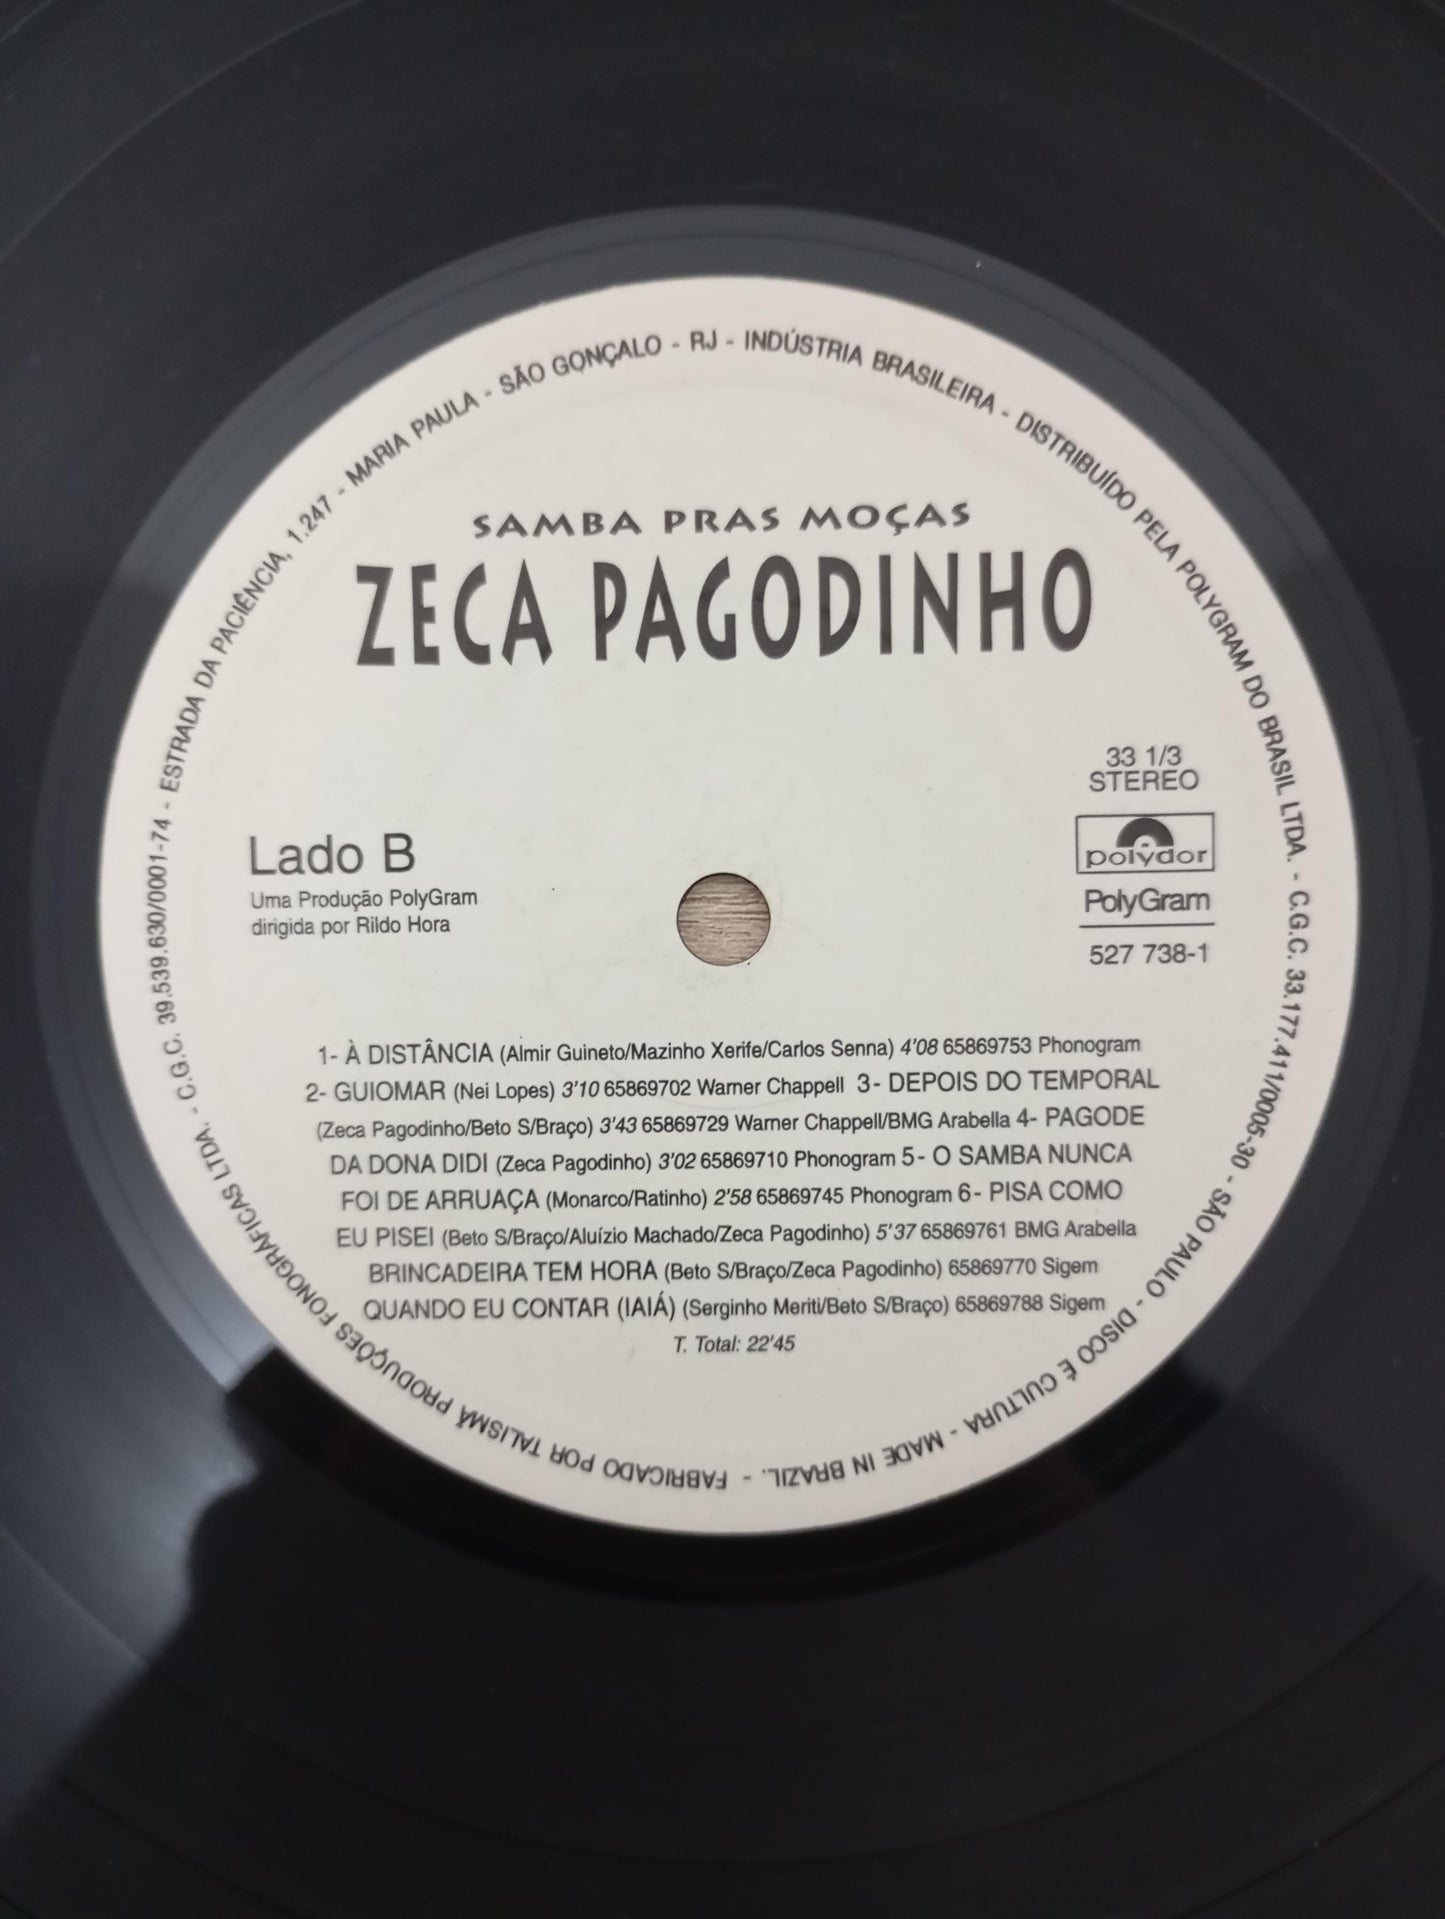 SAMBA PRAS MOÇAS
ZECA PAGODINHO
33 1/3
STEREO
polydor
PolyGram
527 738-1
Lado B
Uma Produção PolyGram
dirigida por Rildo Hora
1- À DISTÂNCIA (Almir Guineto/Mazinho Xerife/Carlos Senna) 4'08 65869753 Phonogram
2- GUIOMAR (Nei Lopes) 3'10 65869702 Warner Chappell 3- DEPOIS DO TEMPORAL
(Zeca Pagodinho/Beto S/Braço) 3'43 65869729 Warner Chappell/BMG Arabella 4- PAGODE
DA DONA DIDI (Zeca Pagodinho) 3'02 65869710 Phonogram 5- O SAMBA NUNCA
FOI DE ARRUAÇA (Monarco/Ratinho) 2'58 65869745 Phonogram 6- PISA COMO
EU PISEI (Beto S/Braço/Aluízio Machado/Zeca Pagodinho) 5'37 65869761 BMG Arabella
BRINCADEIRA TEM HORA (Beto S/Braço/Zeca Pagodinho) 65869770 Sigem
QUANDO EU CONTAR (IAIÁ) (Serginho Meriti/Beto S/Braço) 65869788 Sigem
T. Total: 22'45
FABRICADO POR TALISMÃ PRODUÇÕES FONOGRÁFICAS LTDA. - C.G.C. 39.539.630/0001-74 - ESTRADA DA PACIÊNCIA, 1.247 - MARIA PAULA - SÃO GONÇALO - RJ - INDÚSTRIA BRASILEIRA - DISTRIBUÍDO PELA POLYGRAM DO BRASIL LTDA. - C.G.C. 33.177.411/0005-30 - SÃO PAULO - DISCO É CULTURA - MADE IN BRAZIL. -